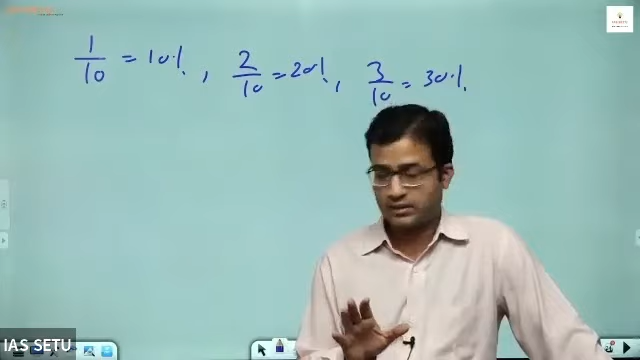 1/10 = 10%, 2/10 = 20%, 3/10 = 30%.
IAS SETU